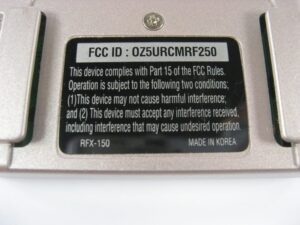 FCC ID : OZ5URCMRF250
This device complies with Part 15 of the FCC Rules.
Operation is subject to the following two conditions;
(1)This device may not cause harmful interference;
and (2) This device must accept any interference received,
including interference that may cause undesired operation.
RFX-150 MADE IN KOREA